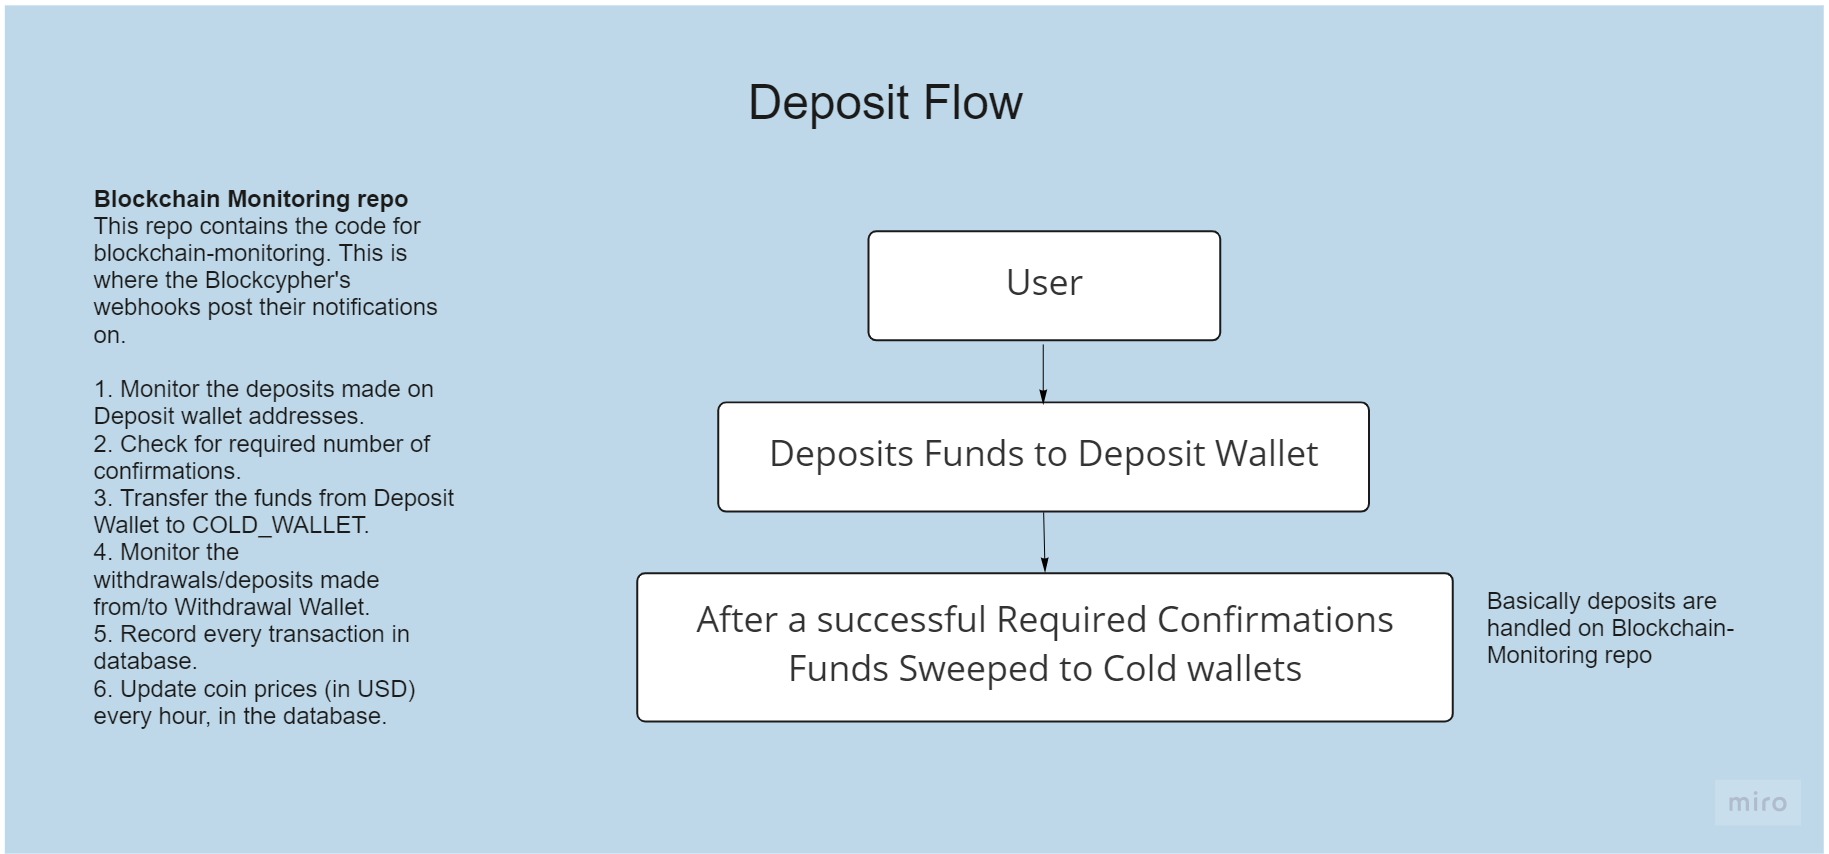 Deposit Flow
Blockchain Monitoring repo
This repo contains the code for
blockchain-monitoring. This is
where the Blockcypher's
webhooks post their notifications
on.
1. Monitor the deposits made on
Deposit wallet addresses.
2. Check for required number of
confirmations.
3. Transfer the funds from Deposit
Wallet to COLD_WALLET.
4. Monitor the
withdrawals/deposits made
from/to Withdrawal Wallet.
5. Record every transaction in
database.
6. Update coin prices (in USD)
every hour, in the database.
User
Deposits Funds to Deposit Wallet
After a successful Required Confirmations
Funds Sweeped to Cold wallets
Basically deposits are
handled on Blockchain-
Monitoring repo
miro